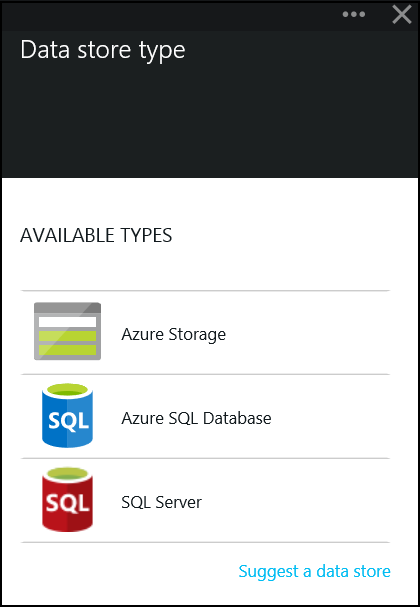 Data store type
AVAILABLE TYPES
Azure Storage
SQL
Azure SQL Database
SQL
SQL Server
Suggest a data store